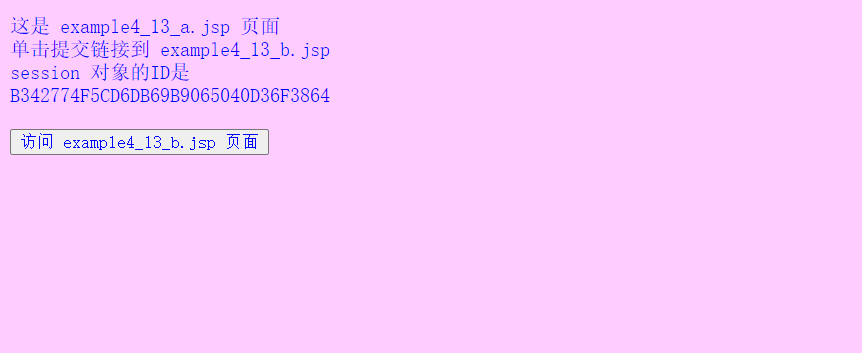 这是 example4_13_a.jsp 页面
单击提交链接到 example4_13_b.jsp
session 对象的ID是
B342774F5CD6DB69B9065040D36F3864
访问 example4_13_b.jsp 页面